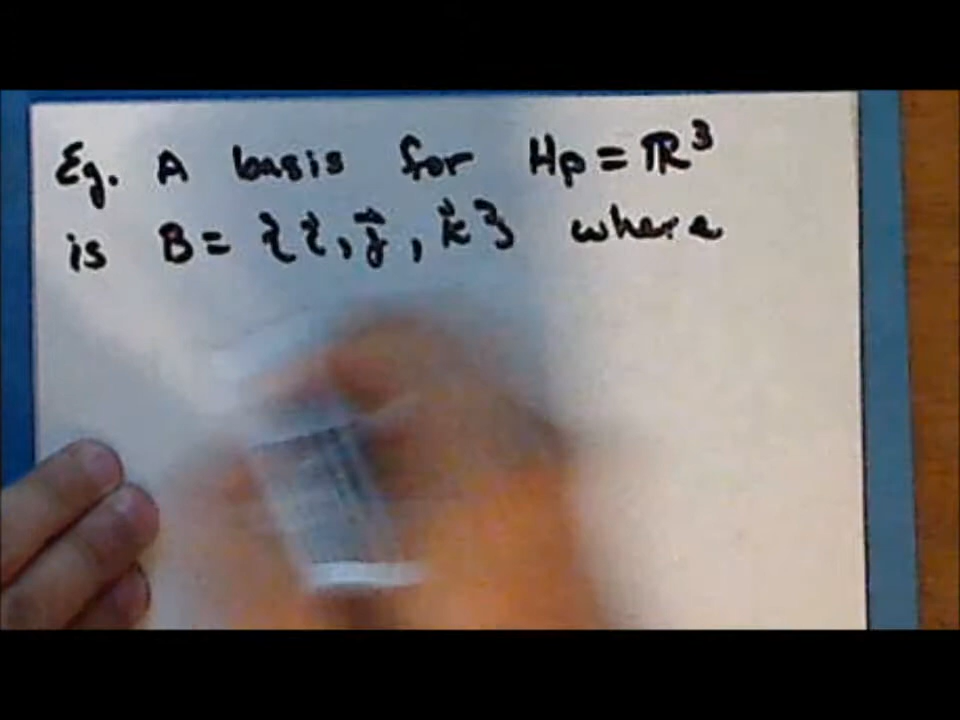 Eg. A basis for Hp = ℝ³
is B = {i⃗, j⃗, k⃗} where